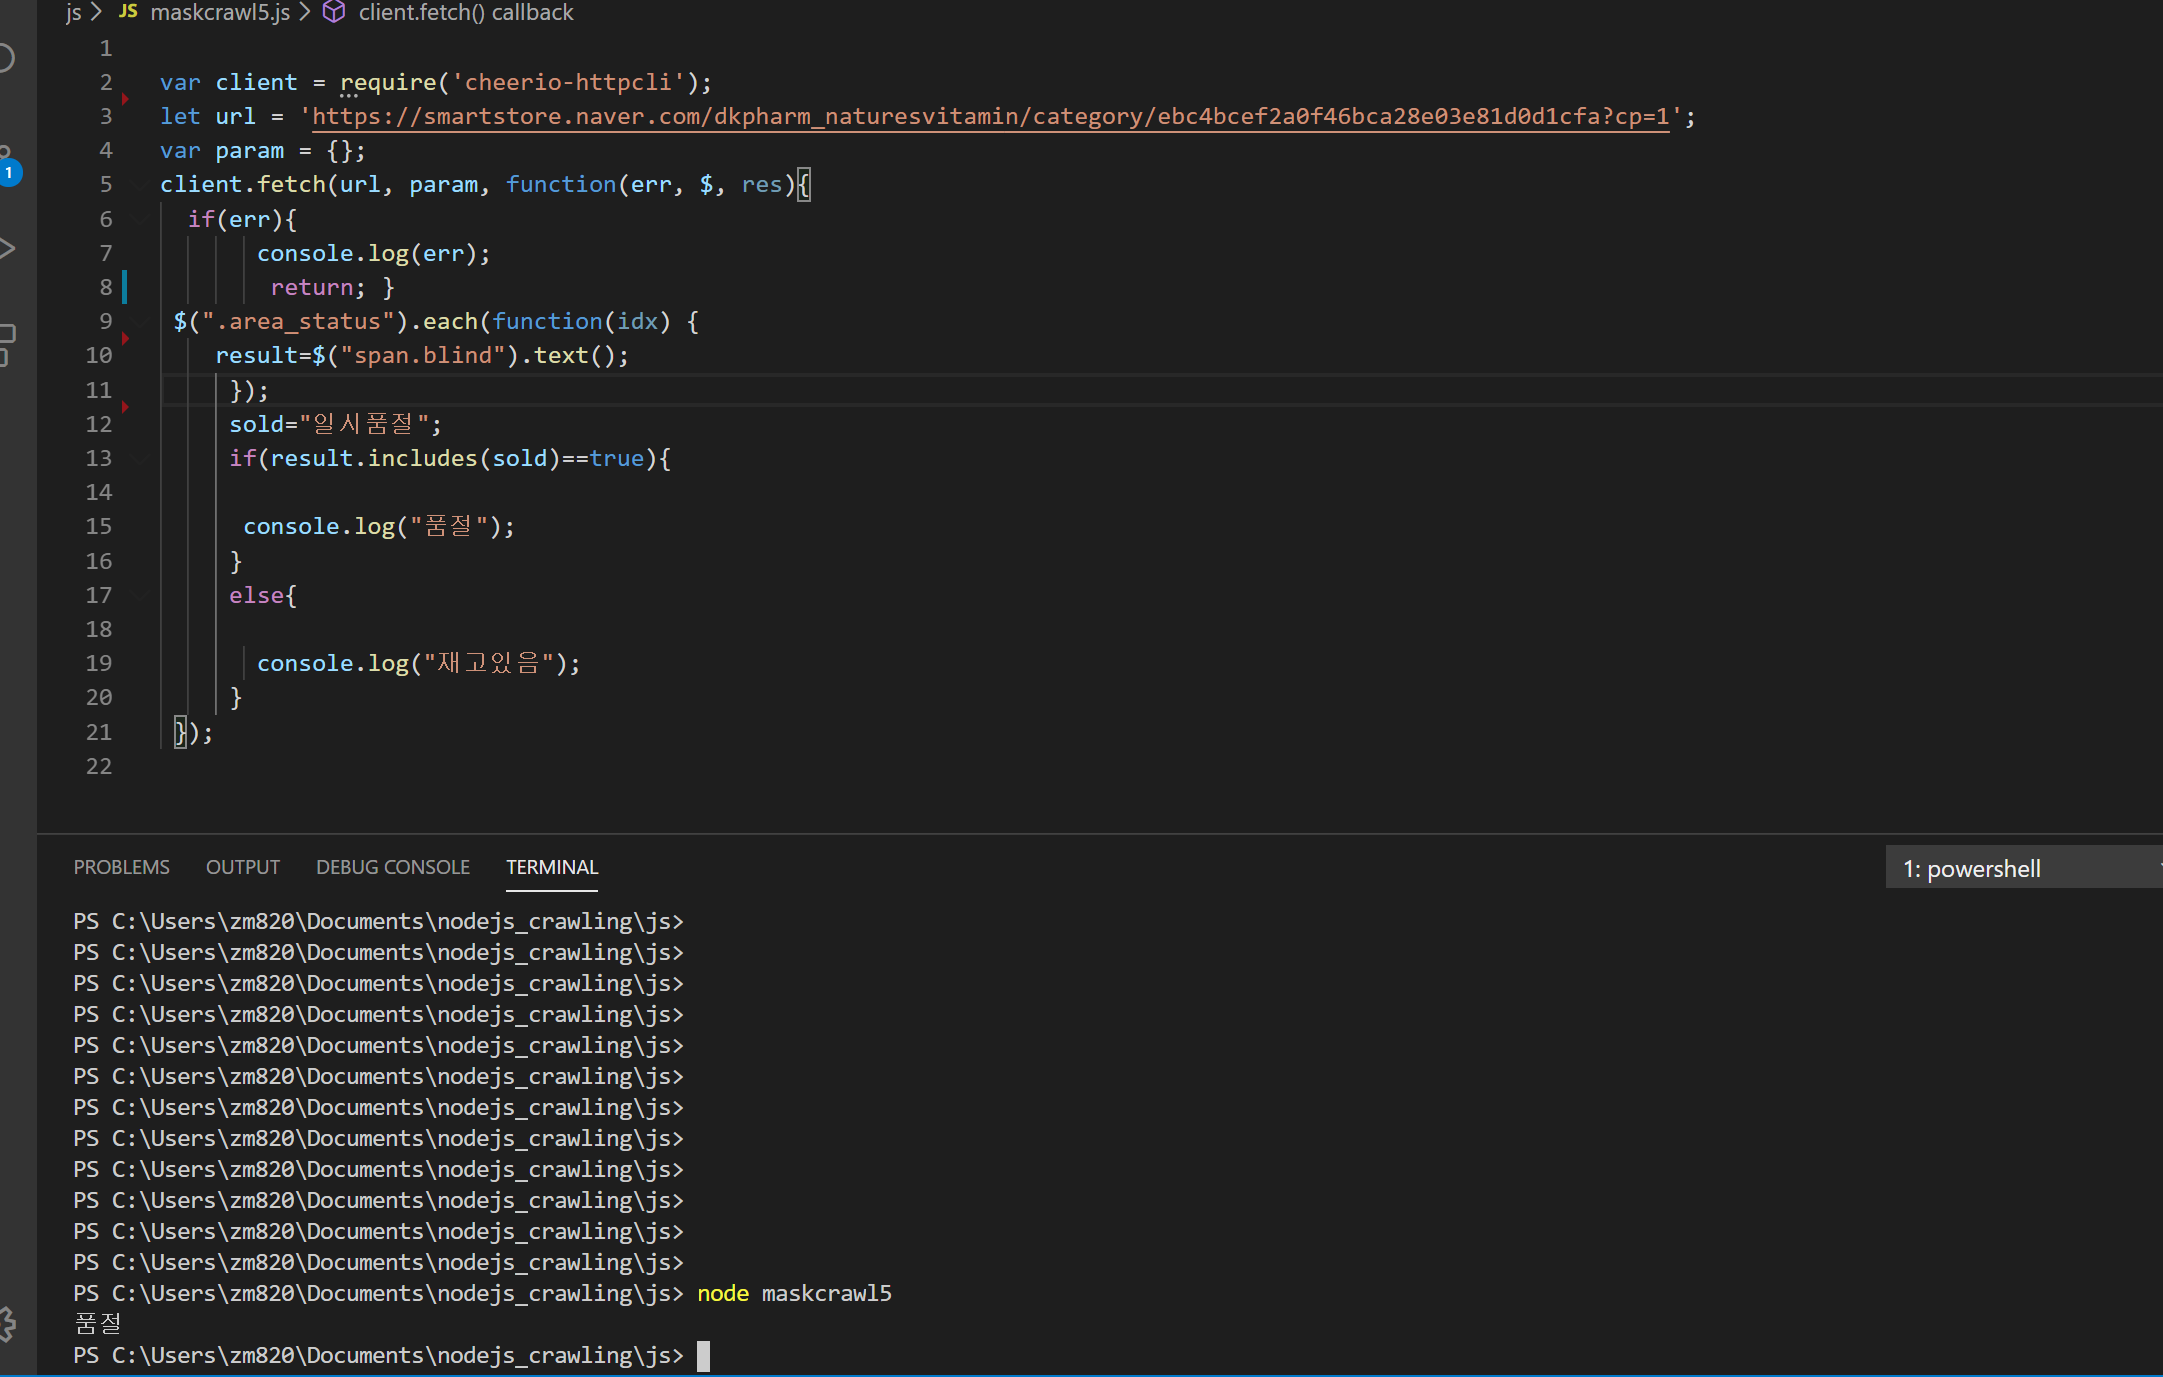 js > JS maskcrawl5.js > client.fetch() callback
1
2 var client = require('cheerio-httpcli');
3 let url = 'https://smartstore.naver.com/dkpharm_naturesvitamin/category/ebc4bcef2a0f46bca28e03e81d0d1cfa?cp=1';
4 var param = {};
5 client.fetch(url, param, function(err, $, res){
6 if(err){
7 console.log(err);
8 return; }
9 $(".area_status").each(function(idx) {
10 result=$("span.blind").text();
11 });
12 sold="일시품절";
13 if(result.includes(sold)==true){
14
15 console.log("품절");
16 }
17 else{
18
19 console.log("재고있음");
20 }
21 });
22
1
PROBLEMS OUTPUT DEBUG CONSOLE TERMINAL 1: powershell
PS C:\Users\zm820\Documents\nodejs_crawling\js>
PS C:\Users\zm820\Documents\nodejs_crawling\js>
PS C:\Users\zm820\Documents\nodejs_crawling\js>
PS C:\Users\zm820\Documents\nodejs_crawling\js>
PS C:\Users\zm820\Documents\nodejs_crawling\js>
PS C:\Users\zm820\Documents\nodejs_crawling\js>
PS C:\Users\zm820\Documents\nodejs_crawling\js>
PS C:\Users\zm820\Documents\nodejs_crawling\js>
PS C:\Users\zm820\Documents\nodejs_crawling\js>
PS C:\Users\zm820\Documents\nodejs_crawling\js>
PS C:\Users\zm820\Documents\nodejs_crawling\js>
PS C:\Users\zm820\Documents\nodejs_crawling\js>
PS C:\Users\zm820\Documents\nodejs_crawling\js> node maskcrawl5
품절
PS C:\Users\zm820\Documents\nodejs_crawling\js>